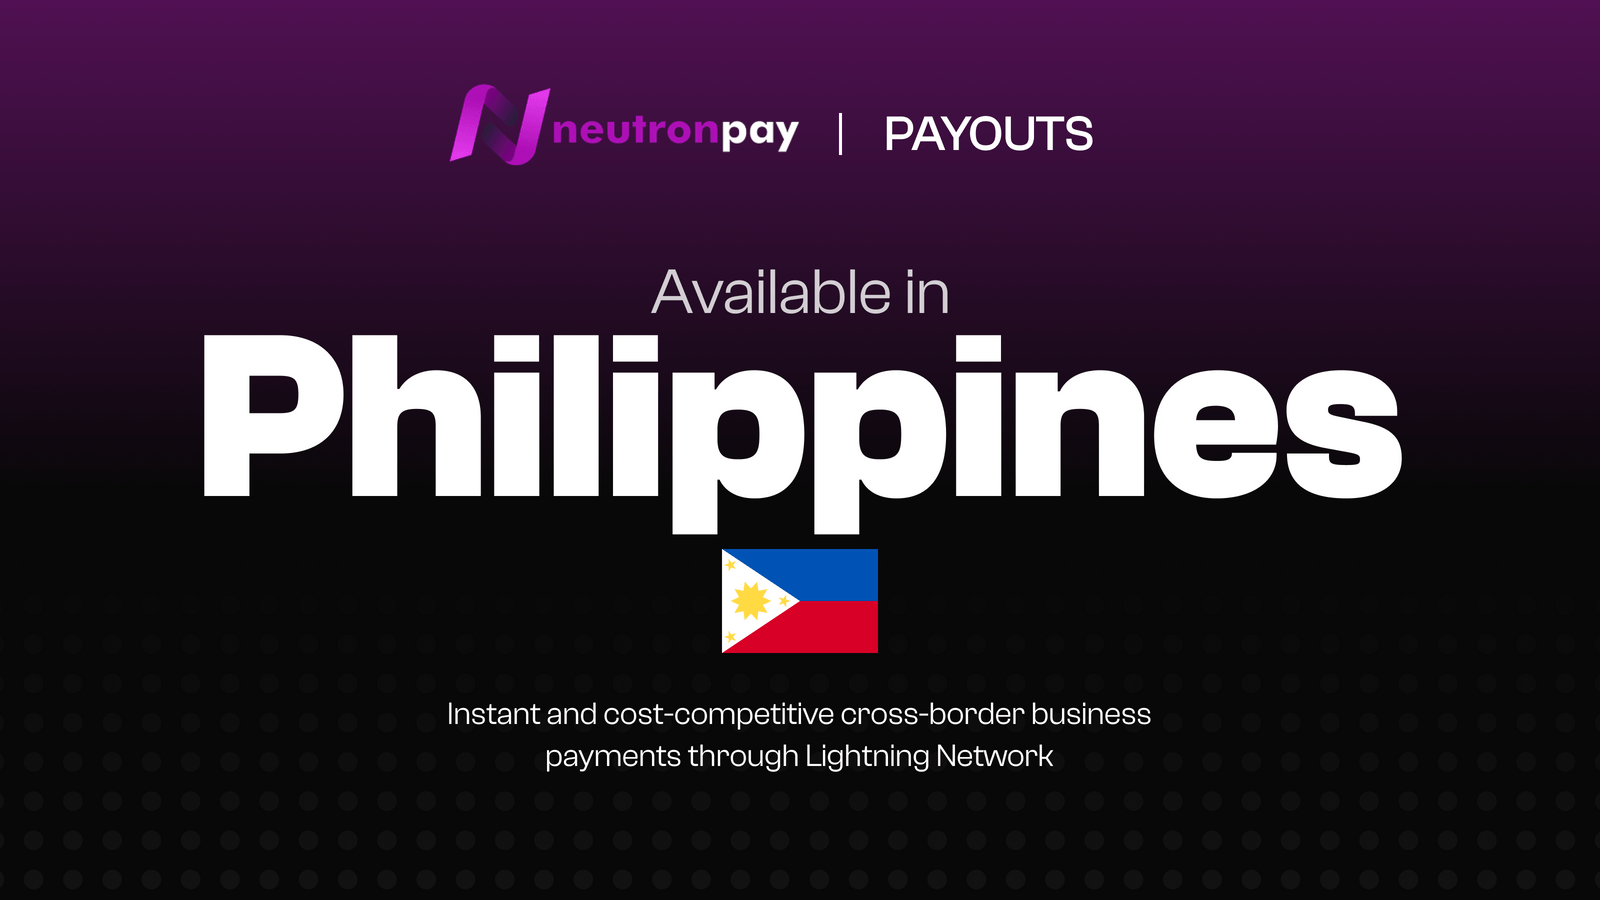 neutronpay | PAYOUTS
Available in
Philippines
Instant and cost-competitive cross-border business
payments through Lightning Network